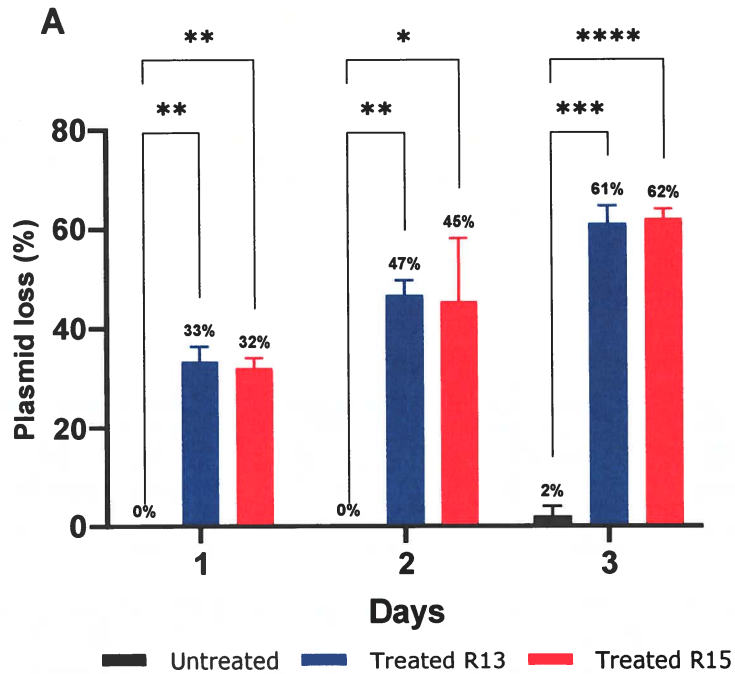 A
** * ****
** ** ***
80
60
40
20
0
Plasmid loss (%)
0% 33% 32%
0% 47% 45%
2% 61% 62%
1 2 3
Days
Untreated Treated R13 Treated R15